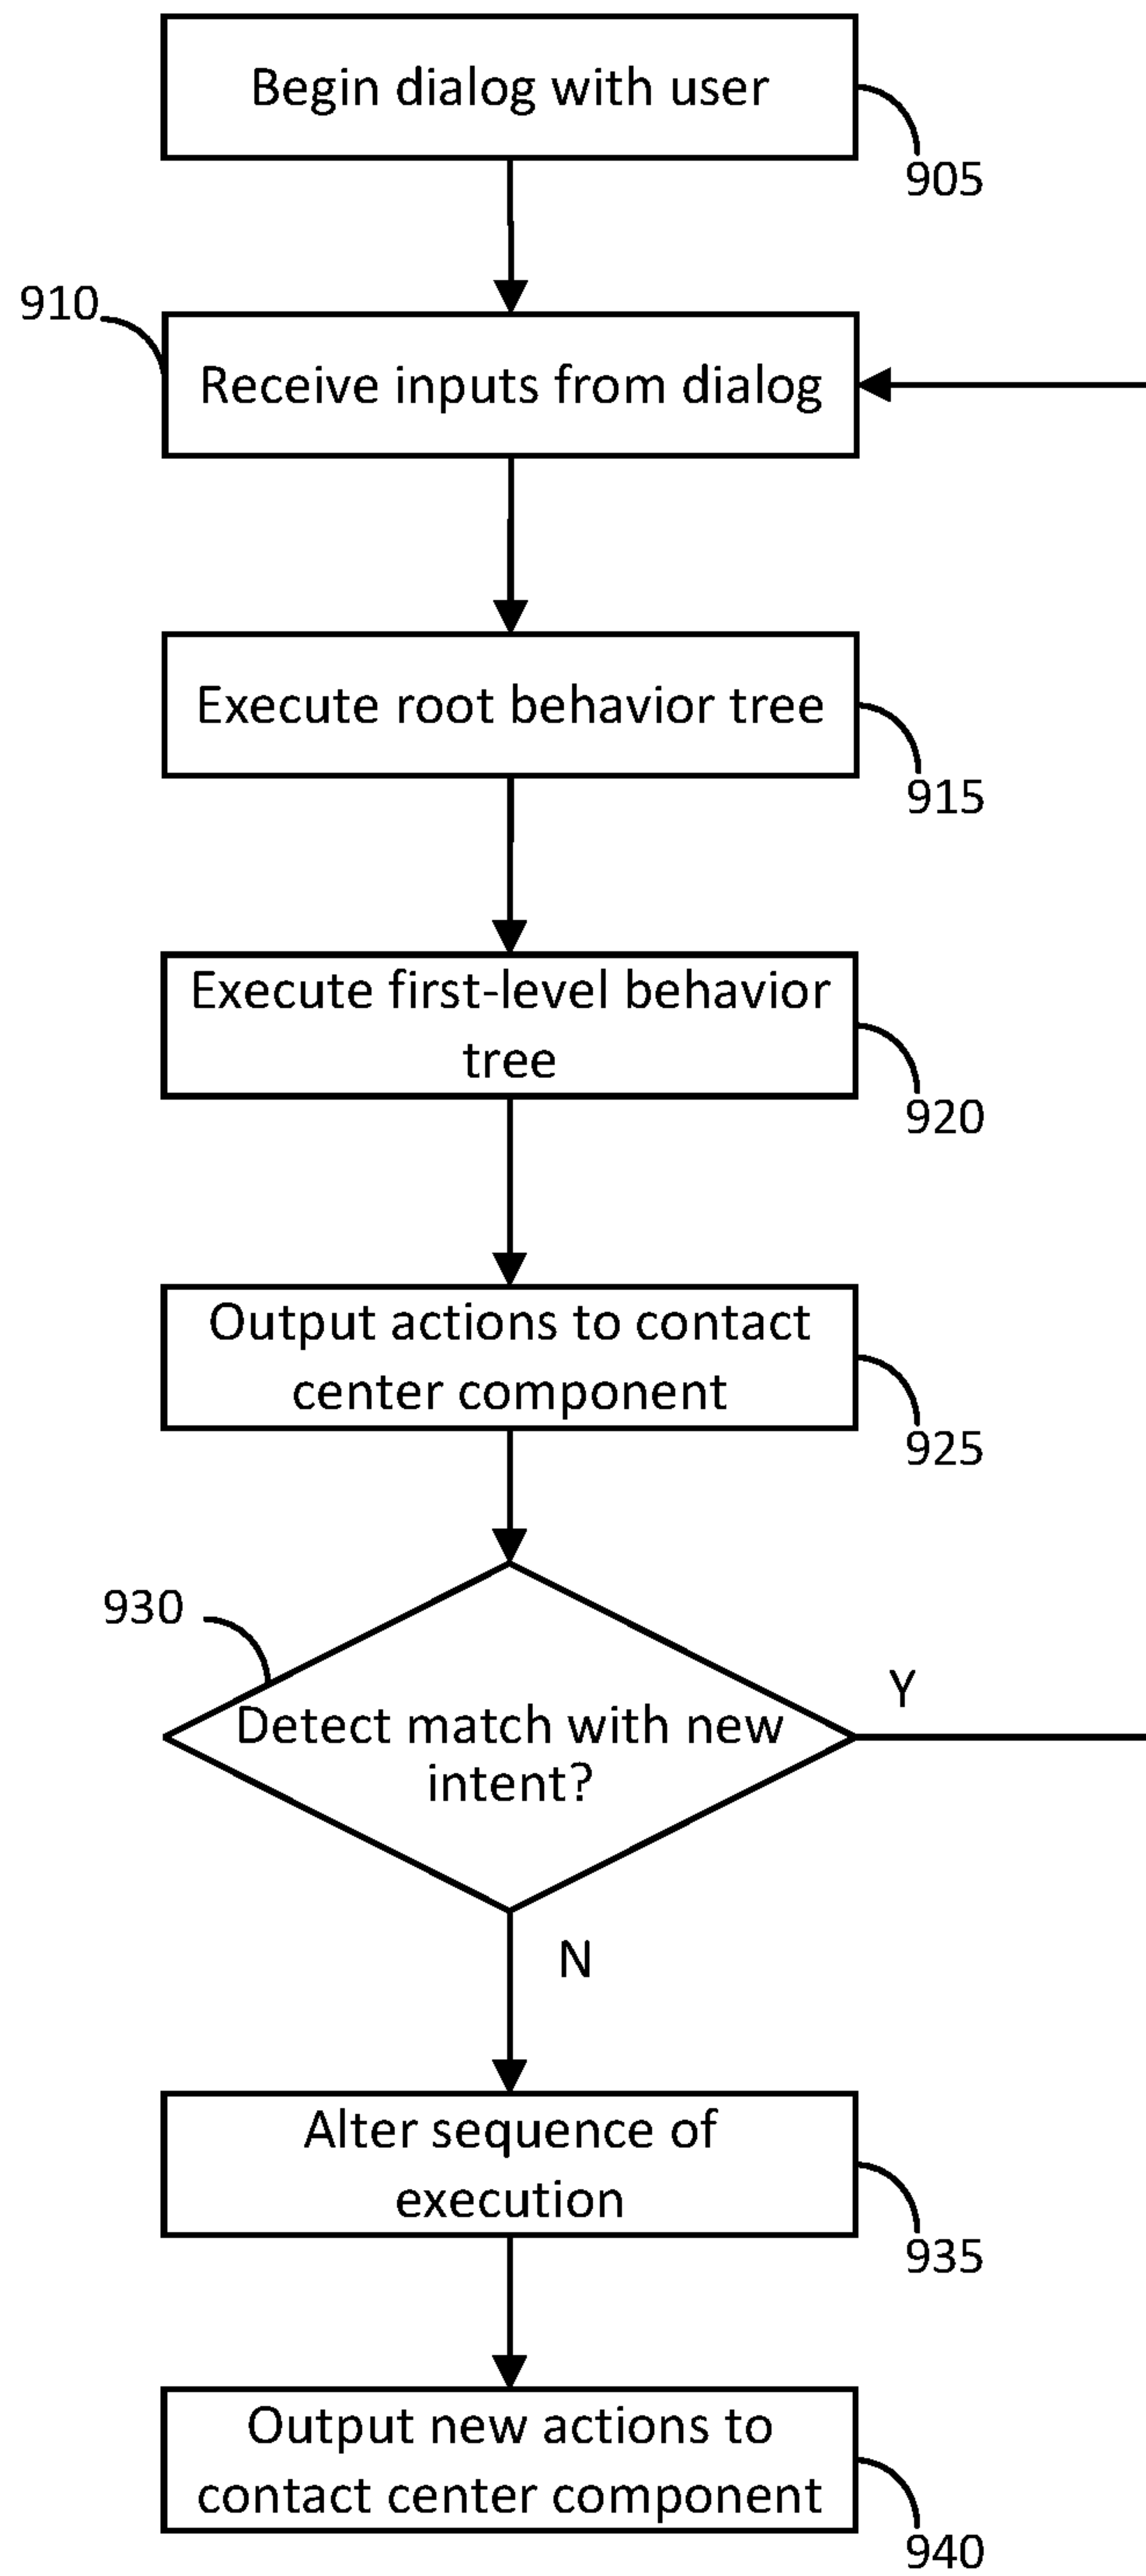 Begin dialog with user
905
910
Receive inputs from dialog
Execute root behavior tree
915
Execute first-level behavior
tree
920
Output actions to contact
center component
925
930
Detect match with new
intent?
Y
N
Alter sequence of
execution
935
Output new actions to
contact center component
940